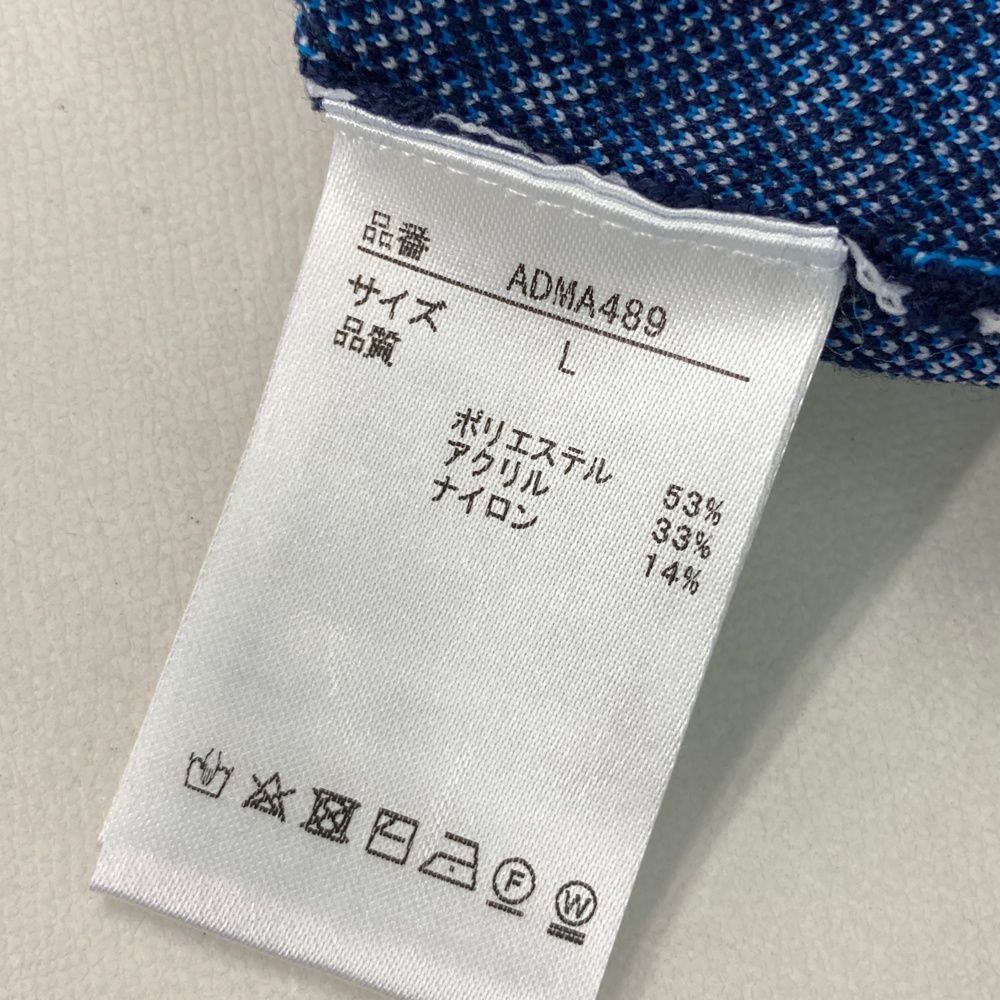 品番 ADMA489
サイズ L
品質
ポリエステル 53%
アクリル 33%
ナイロン 14%
F W